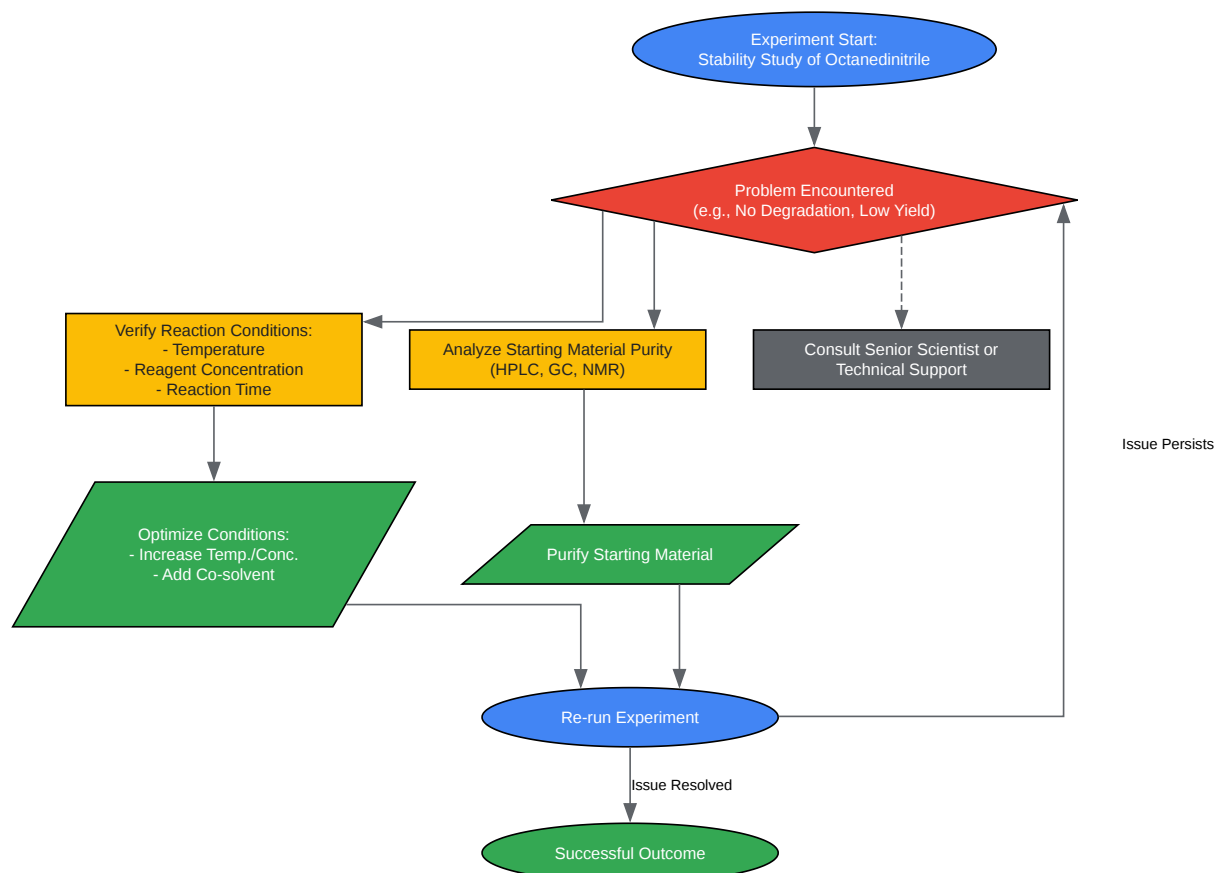 Experiment Start:
Stability Study of Octanedinitrile
Problem Encountered
(e.g., No Degradation, Low Yield)
Verify Reaction Conditions:
- Temperature
- Reagent Concentration
- Reaction Time
Analyze Starting Material Purity
(HPLC, GC, NMR)
Consult Senior Scientist or
Technical Support
Issue Persists
Optimize Conditions:
- Increase Temp./Conc.
- Add Co-solvent
Purify Starting Material
Re-run Experiment
Issue Resolved
Successful Outcome